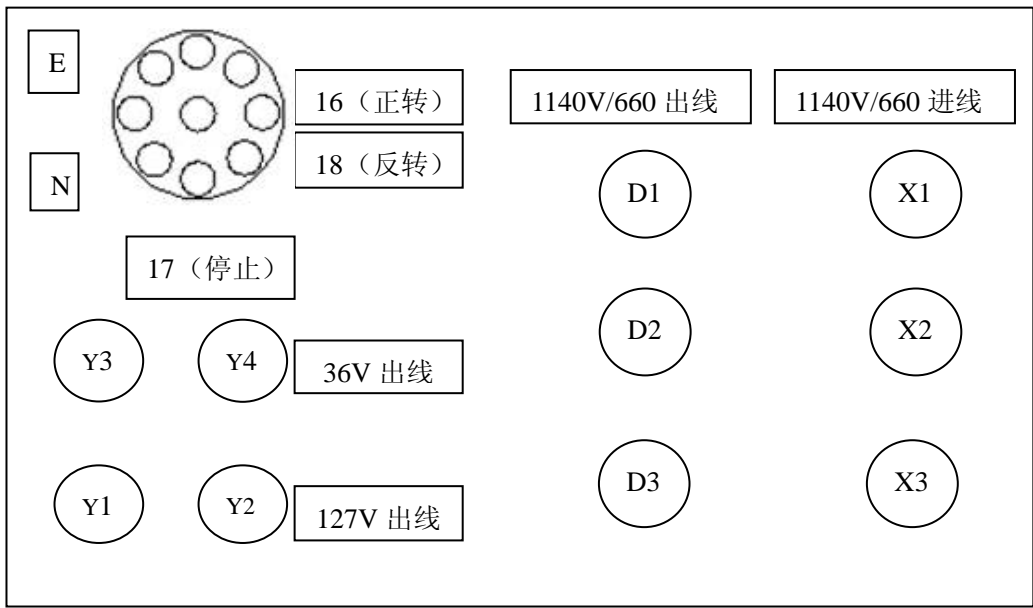 E
N
16（正转）
18（反转）
17（停止）
1140V/660 出线
1140V/660 进线
D1
X1
D2
X2
D3
X3
Y3
Y4
36V 出线
Y1
Y2
127V 出线